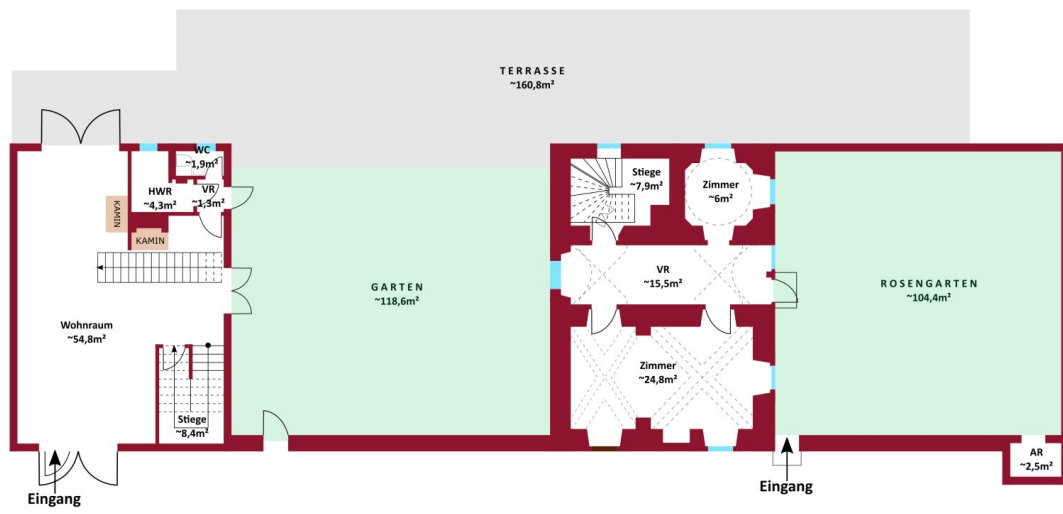 TERRASSE
~160,8m²
WC
~1,9m²
HWR
~4,3m²
VR
~1,3m²
KAMIN
KAMIN
Stiege
~7,9m²
Zimmer
~6m²
GARTEN
~118,6m²
VR
~15,5m²
ROSENGARTEN
~104,4m²
Wohnraum
~54,8m²
Zimmer
~24,8m²
Stiege
~8,4m²
AR
~2,5m²
Eingang
Eingang